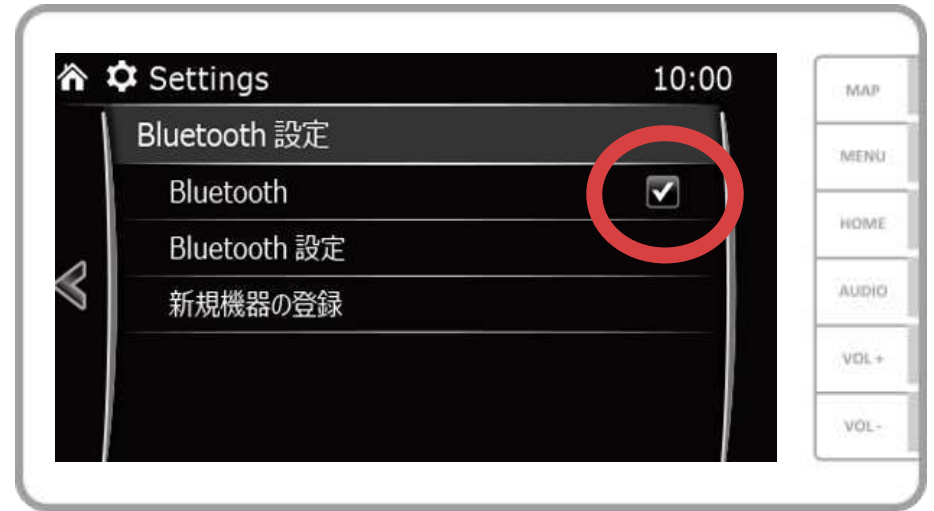 Settings 10:00
Bluetooth 設定
Bluetooth
Bluetooth 設定
新規機器の登録
MAP
MENU
HOME
AUDIO
VOL +
VOL -